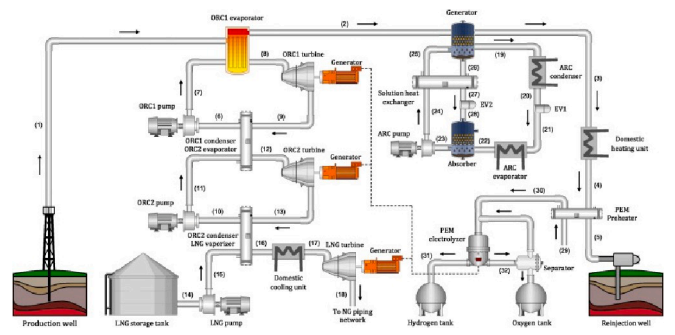 ORC1 evaporator
(2)
Generator
(8)
ORC1 turbine
Generator
(25)
(19)
(26)
ARC
condenser
(7)
Solution heat
exchanger
(27)
EV2
(20)
(3)
(1)
ORC1 pump
(6)
(9)
(24)
(28)
EV1
ARC pump
(23)
(22)
(21)
ORC1 condenser
ORC2 evaporator
(12)
ORC2 turbine
Generator
Absorber
ARC
evaporator
Domestic
heating unit
(11)
(30)
(4)
ORC2 pump
(10)
(13)
PEM
electrolyzer
PEM
Preheater
ORC2 condenser
LNG vaporizer
(16)
(17)
LNG turbine
Generator
(31)
(32)
(29)
(5)
(15)
Domestic
cooling unit
Separator
(14)
(18)
Production well
LNG storage tank
LNG pump
To NG piping
network
Hydrogen tank
Oxygen tank
Reinjection well